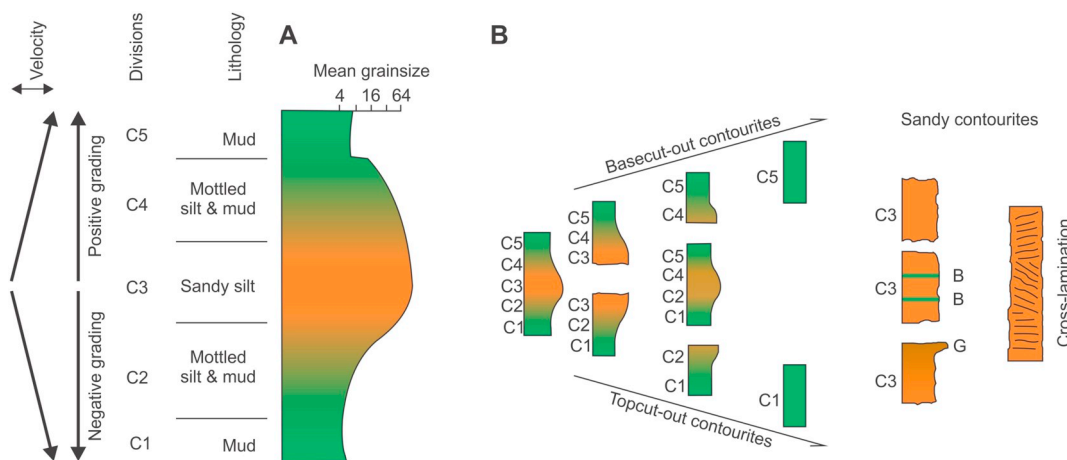 Velocity
Divisions
Lithology
A
Mean grainsize
4 16 64
Positive grading
Negative grading
C5
Mud
C4
Mottled
silt & mud
C3
Sandy silt
C2
Mottled
silt & mud
C1
Mud
B
Basecut-out contourites
Topcut-out contourites
C5
C4
C3
C2
C1
C5
C4
C3
C3
C2
C1
C5
C4
C5
C4
C2
C1
C2
C1
C5
C1
Sandy contourites
C3
C3
B
B
C3
G
Cross-lamination